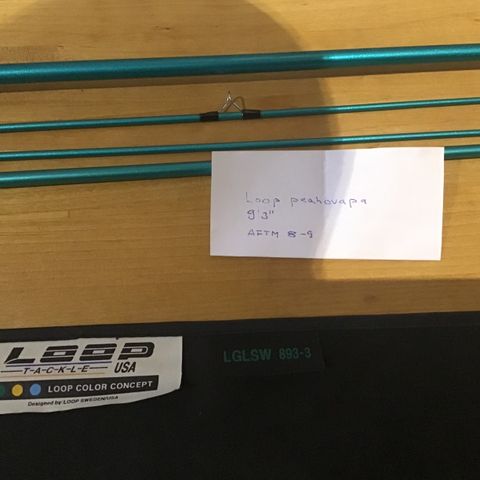 Loop perhovapa
9'3"
AFTM 8-9
LOOP
T-A-C-K-L-E USA
LOOP COLOR CONCEPT
Designed by LOOP SWEDEN/USA
LGLSW 893-3